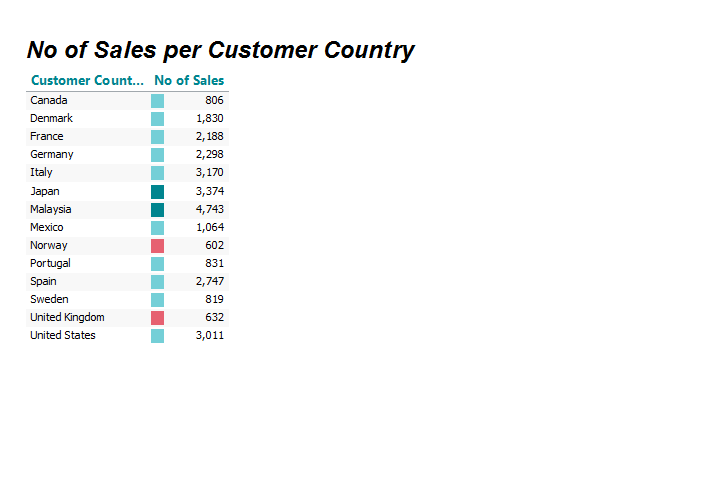 No of Sales per Customer Country
Customer Count... No of Sales
Canada 806
Denmark 1,830
France 2,188
Germany 2,298
Italy 3,170
Japan 3,374
Malaysia 4,743
Mexico 1,064
Norway 602
Portugal 831
Spain 2,747
Sweden 819
United Kingdom 632
United States 3,011